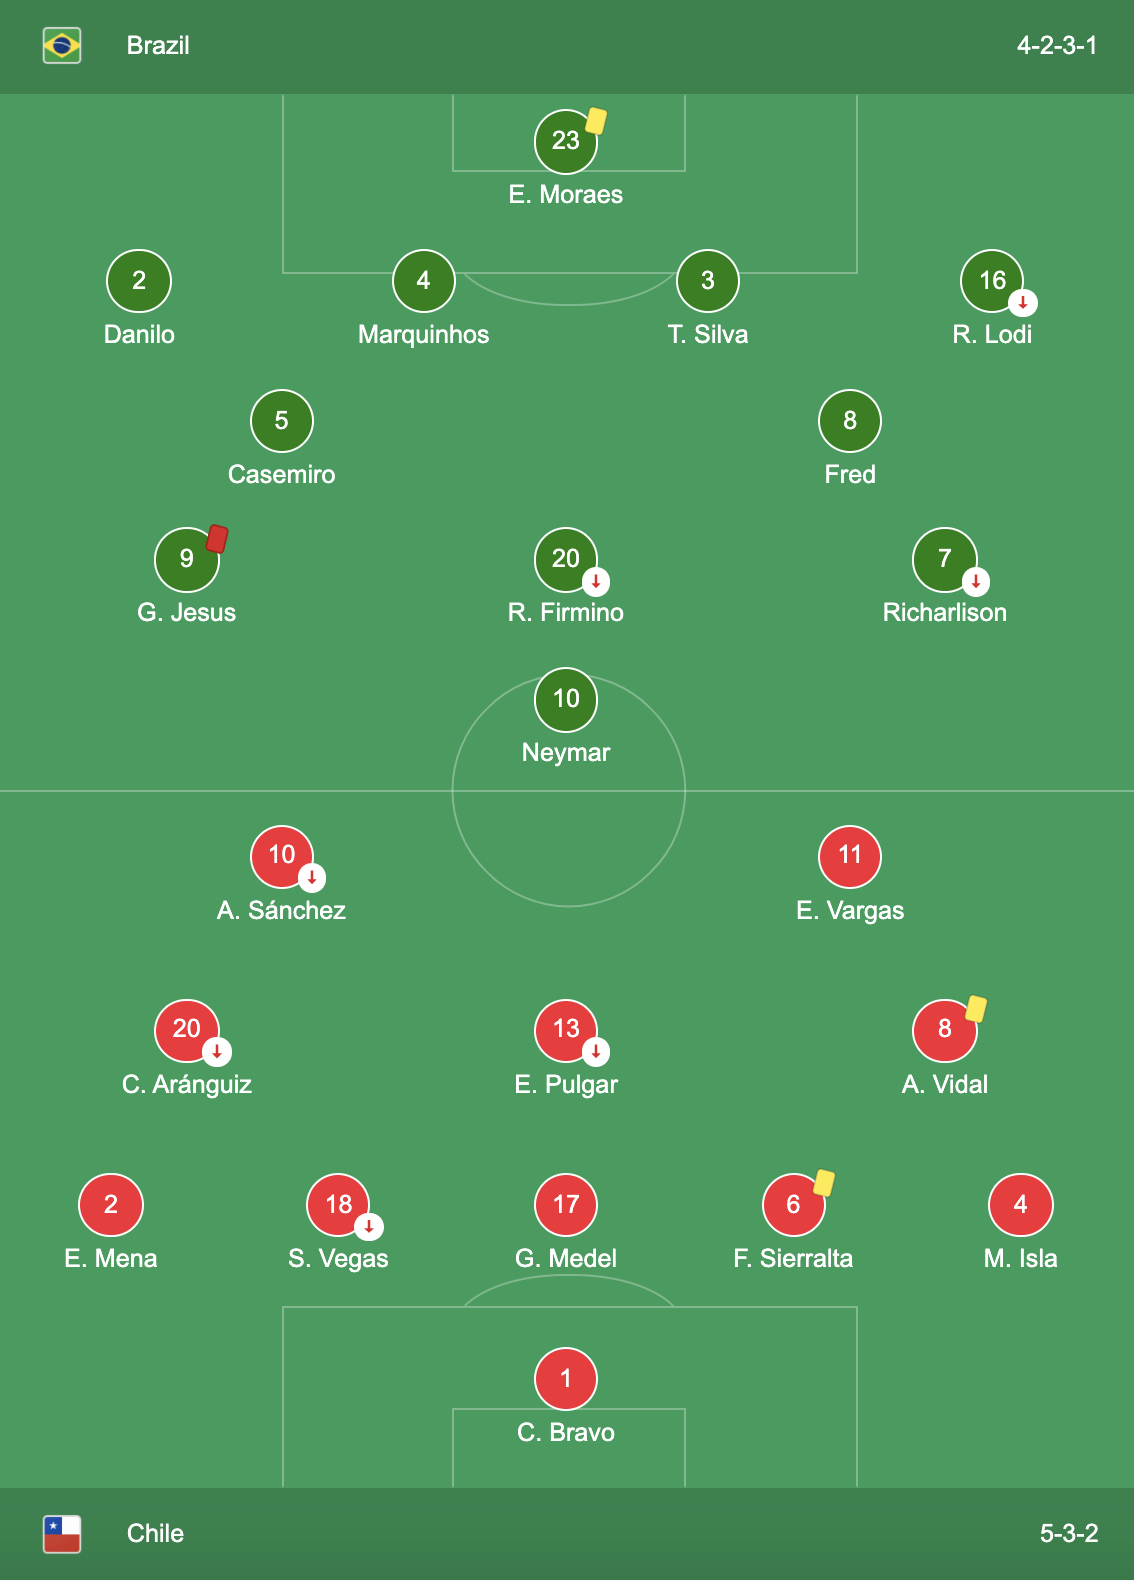 Brazil 4-2-3-1
23
E. Moraes
2 4 3 16
Danilo Marquinhos T. Silva R. Lodi
5 8
Casemiro Fred
9 20 7
G. Jesus R. Firmino Richarlison
10
Neymar
10 11
A. Sánchez E. Vargas
20 13 8
C. Aránguiz E. Pulgar A. Vidal
2 18 17 6 4
E. Mena S. Vegas G. Medel F. Sierralta M. Isla
1
C. Bravo
Chile 5-3-2